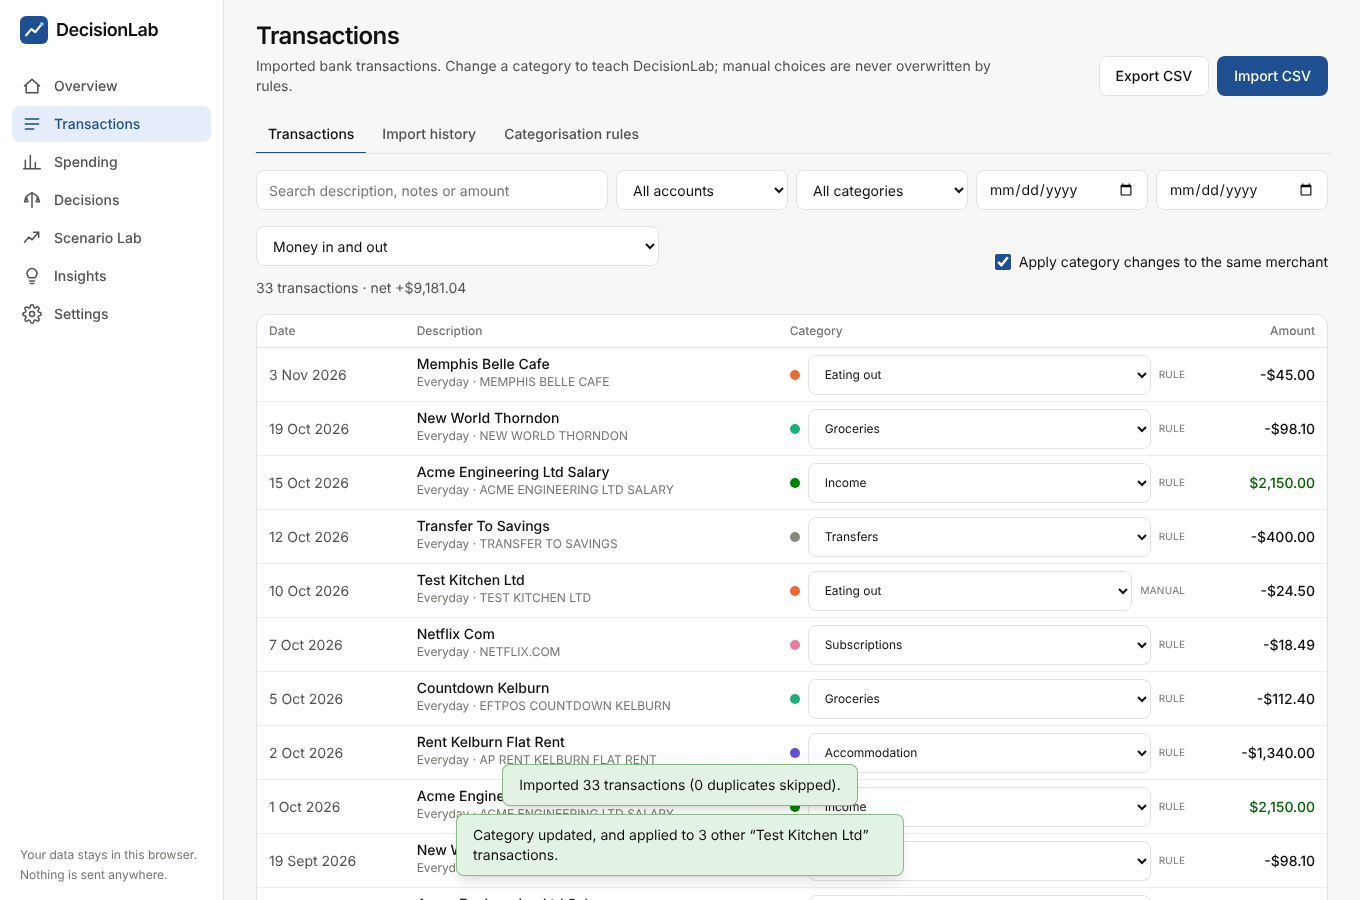 DecisionLab
Overview
Transactions
Spending
Decisions
Scenario Lab
Insights
Settings
Your data stays in this browser.
Nothing is sent anywhere.
Transactions
Imported bank transactions. Change a category to teach DecisionLab; manual choices are never overwritten by
rules.
Export CSV
Import CSV
Transactions Import history Categorisation rules
Search description, notes or amount
All accounts
All categories
mm/dd/yyyy
mm/dd/yyyy
Money in and out
Apply category changes to the same merchant
33 transactions · net +$9,181.04
Date Description Category Amount
3 Nov 2026 Memphis Belle Cafe Eating out RULE -$45.00
Everyday · MEMPHIS BELLE CAFE
19 Oct 2026 New World Thorndon Groceries RULE -$98.10
Everyday · NEW WORLD THORNDON
15 Oct 2026 Acme Engineering Ltd Salary Income RULE $2,150.00
Everyday · ACME ENGINEERING LTD SALARY
12 Oct 2026 Transfer To Savings Transfers RULE -$400.00
Everyday · TRANSFER TO SAVINGS
10 Oct 2026 Test Kitchen Ltd Eating out MANUAL -$24.50
Everyday · TEST KITCHEN LTD
7 Oct 2026 Netflix Com Subscriptions RULE -$18.49
Everyday · NETFLIX.COM
5 Oct 2026 Countdown Kelburn Groceries RULE -$112.40
Everyday · EFTPOS COUNTDOWN KELBURN
2 Oct 2026 Rent Kelburn Flat Rent Accommodation RULE -$1,340.00
Everyday · AP RENT KELBURN FLAT RENT
Imported 33 transactions (0 duplicates skipped).
1 Oct 2026 Acme Engine Income RULE $2,150.00
Everyday · ACME ENGINEERING LTD SALARY
Category updated, and applied to 3 other “Test Kitchen Ltd”
transactions.
19 Sept 2026 New W RULE -$98.10
Everyd